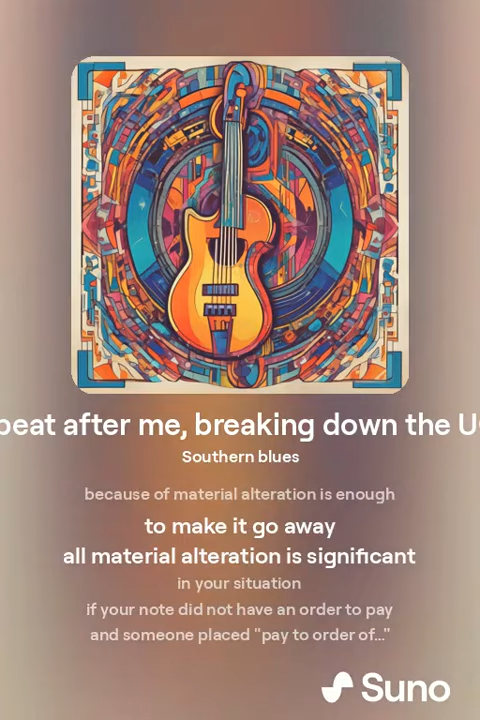 peat after me, breaking down the U
Southern blues
because of material alteration is enough
to make it go away
all material alteration is significant
in your situation
if your note did not have an order to pay
and someone placed "pay to order of..."
Suno